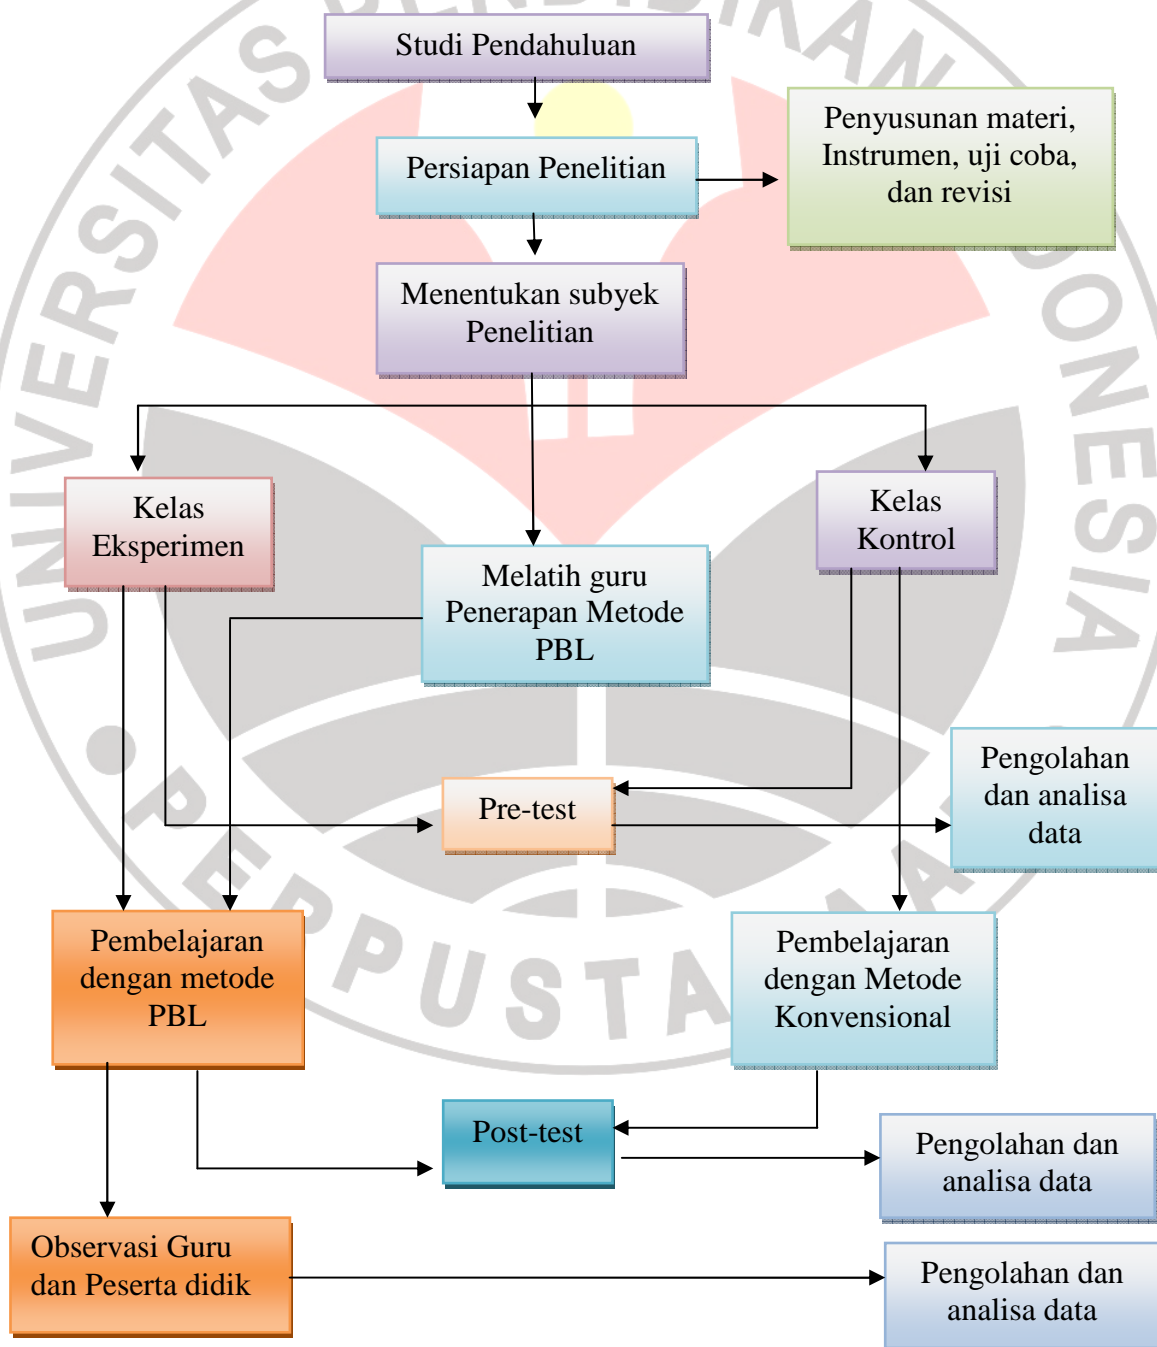 UNIVERSITAS PENDIDIKAN INDONESIA
Studi Pendahuluan
Persiapan Penelitian
Penyusunan materi,
Instrumen, uji coba,
dan revisi
Menentukan subyek
Penelitian
Kelas
Eksperimen
Kelas
Kontrol
Melatih guru
Penerapan Metode
PBL
Pre-test
Pengolahan
dan analisa
data
Pembelajaran
dengan metode
PBL
Pembelajaran
dengan Metode
Konvensional
Post-test
Pengolahan dan
analisa data
Observasi Guru
dan Peserta didik
Pengolahan dan
analisa data